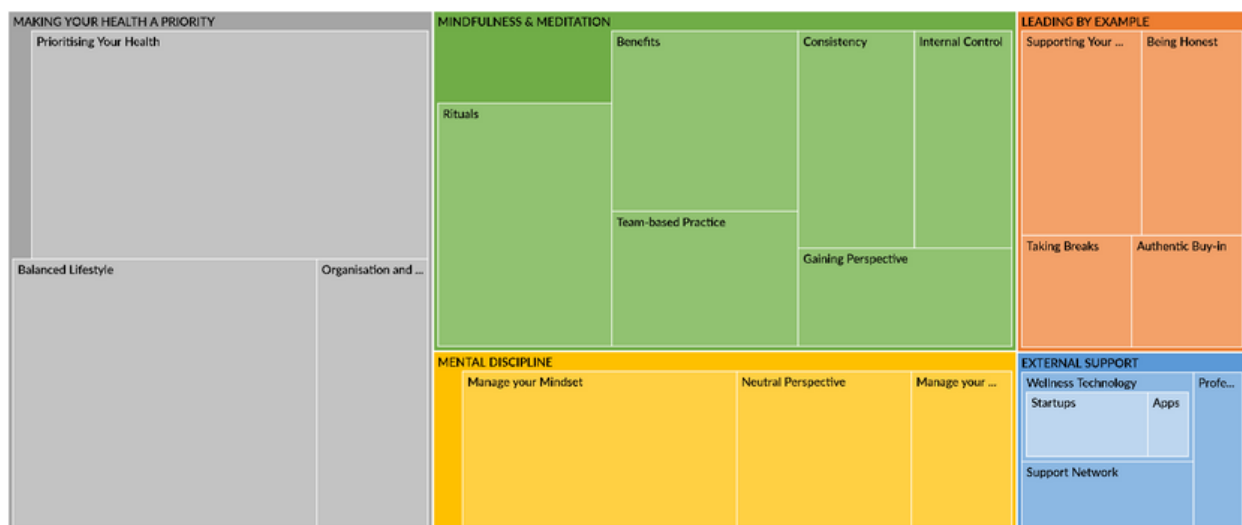 MAKING YOUR HEALTH A PRIORITY
Prioritising Your Health
Balanced Lifestyle
Organisation and ...
MINDFULNESS & MEDITATION
Rituals
Benefits
Team-based Practice
Consistency
Internal Control
Gaining Perspective
LEADING BY EXAMPLE
Supporting Your ...
Being Honest
Taking Breaks
Authentic Buy-in
MENTAL DISCIPLINE
Manage your Mindset
Neutral Perspective
Manage your ...
EXTERNAL SUPPORT
Wellness Technology
Startups
Apps
Profe...
Support Network